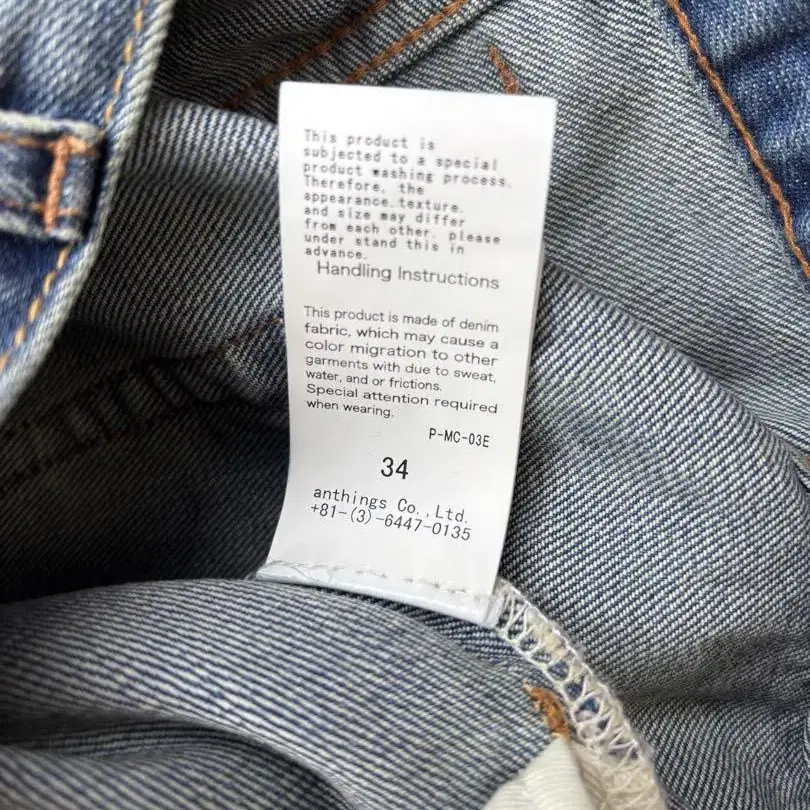 This product is
subjected to a special
product washing process.
Therefore, the
appearance,texture,
and size may differ
from each other. please
under stand this in
advance.
Handling Instructions
This product is made of denim
fabric, which may cause a
color migration to other
garments with due to sweat,
water, and or frictions.
Special attention required
when wearing.
P-MC-03E
34
anthings Co.,Ltd.
+81-(3)-6447-0135